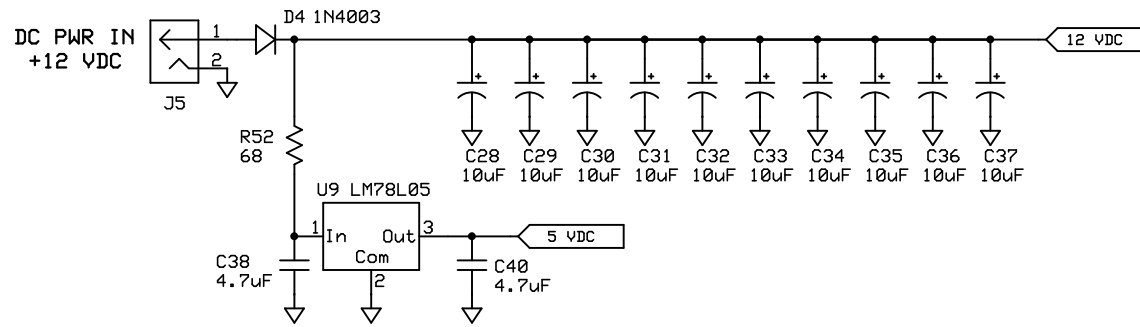 D4 1N4003
DC PWR IN
+12 VDC
1
2
J5
12 VDC
+ + + + + + + + + +
R52
68
C28 C29 C30 C31 C32 C33 C34 C35 C36 C37
10uF 10uF 10uF 10uF 10uF 10uF 10uF 10uF 10uF 10uF
U9 LM78L05
1 In Out 3
Com
2
5 VDC
C38
4.7uF
C40
4.7uF